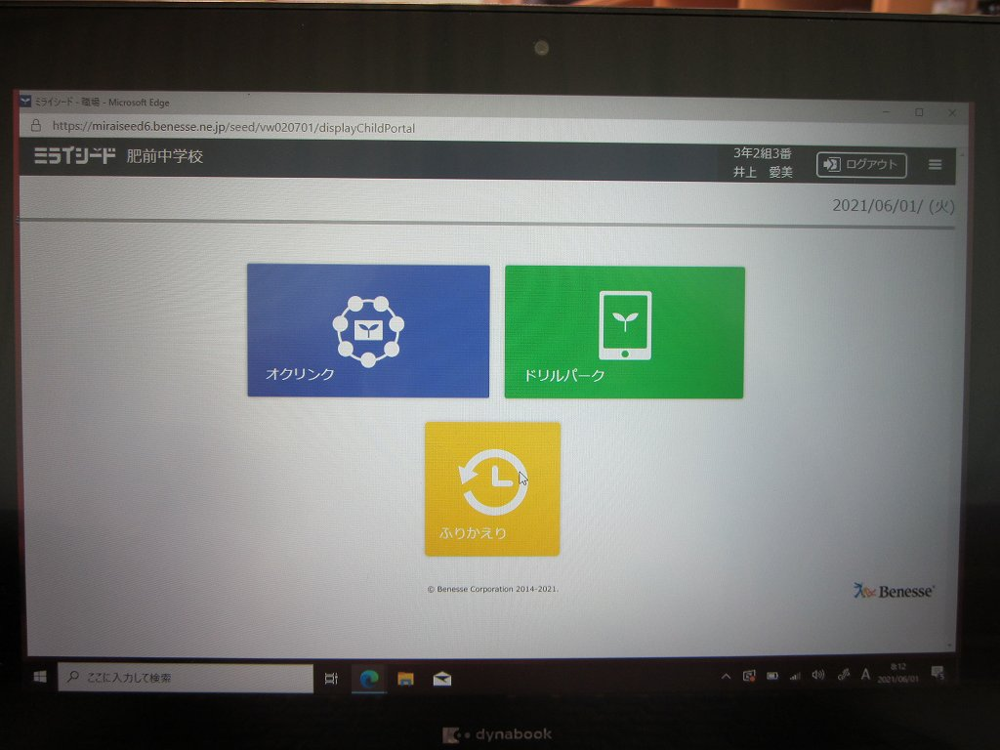 ミライシード - 職場 - Microsoft Edge
https://miraiseed6.benesse.ne.jp/seed/vw020701/displayChildPortal
ミライシード 肥前中学校
3年2組3番
井上 愛美
ログアウト
2021/06/01/ (火)
オクリンク
ドリルパーク
ふりかえり
© Benesse Corporation 2014-2021.
Benesse
ここに入力して検索
A
8:12
2021/06/01
dynabook